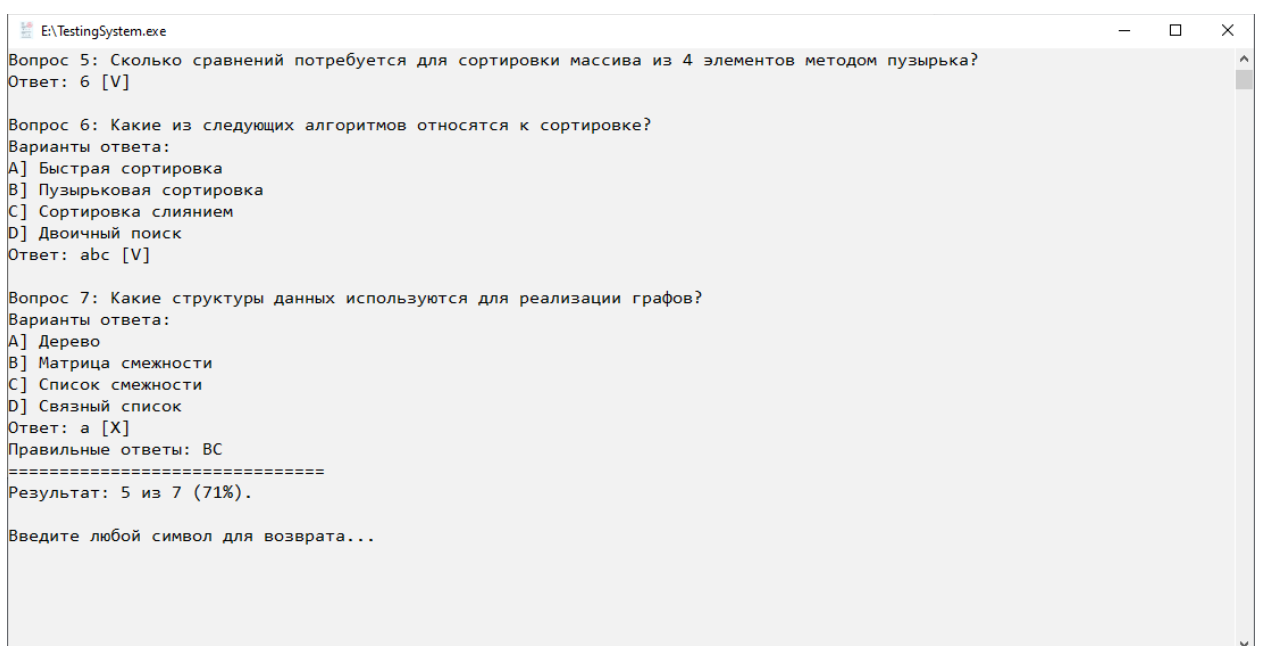 E:\TestingSystem.exe
Вопрос 5: Сколько сравнений потребуется для сортировки массива из 4 элементов методом пузырька?
Ответ: 6 [V]
Вопрос 6: Какие из следующих алгоритмов относятся к сортировке?
Варианты ответа:
A] Быстрая сортировка
B] Пузырьковая сортировка
C] Сортировка слиянием
D] Двоичный поиск
Ответ: abc [V]
Вопрос 7: Какие структуры данных используются для реализации графов?
Варианты ответа:
A] Дерево
B] Матрица смежности
C] Список смежности
D] Связный список
Ответ: a [X]
Правильные ответы: BC
===============================
Результат: 5 из 7 (71%).
Введите любой символ для возврата...